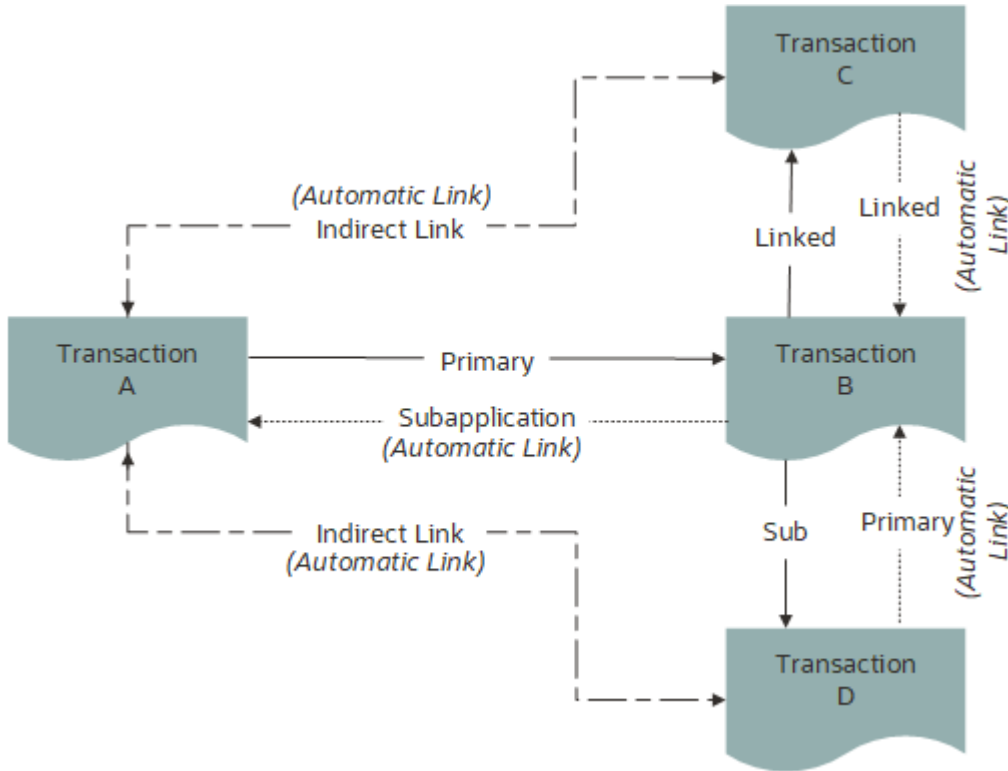 Transaction
C
(Automatic Link)
Indirect Link
Linked
Linked
(Automatic
Link)
Transaction
A
Primary
Transaction
B
Subapplication
(Automatic Link)
Indirect Link
(Automatic Link)
Sub
Primary
(Automatic
Link)
Transaction
D